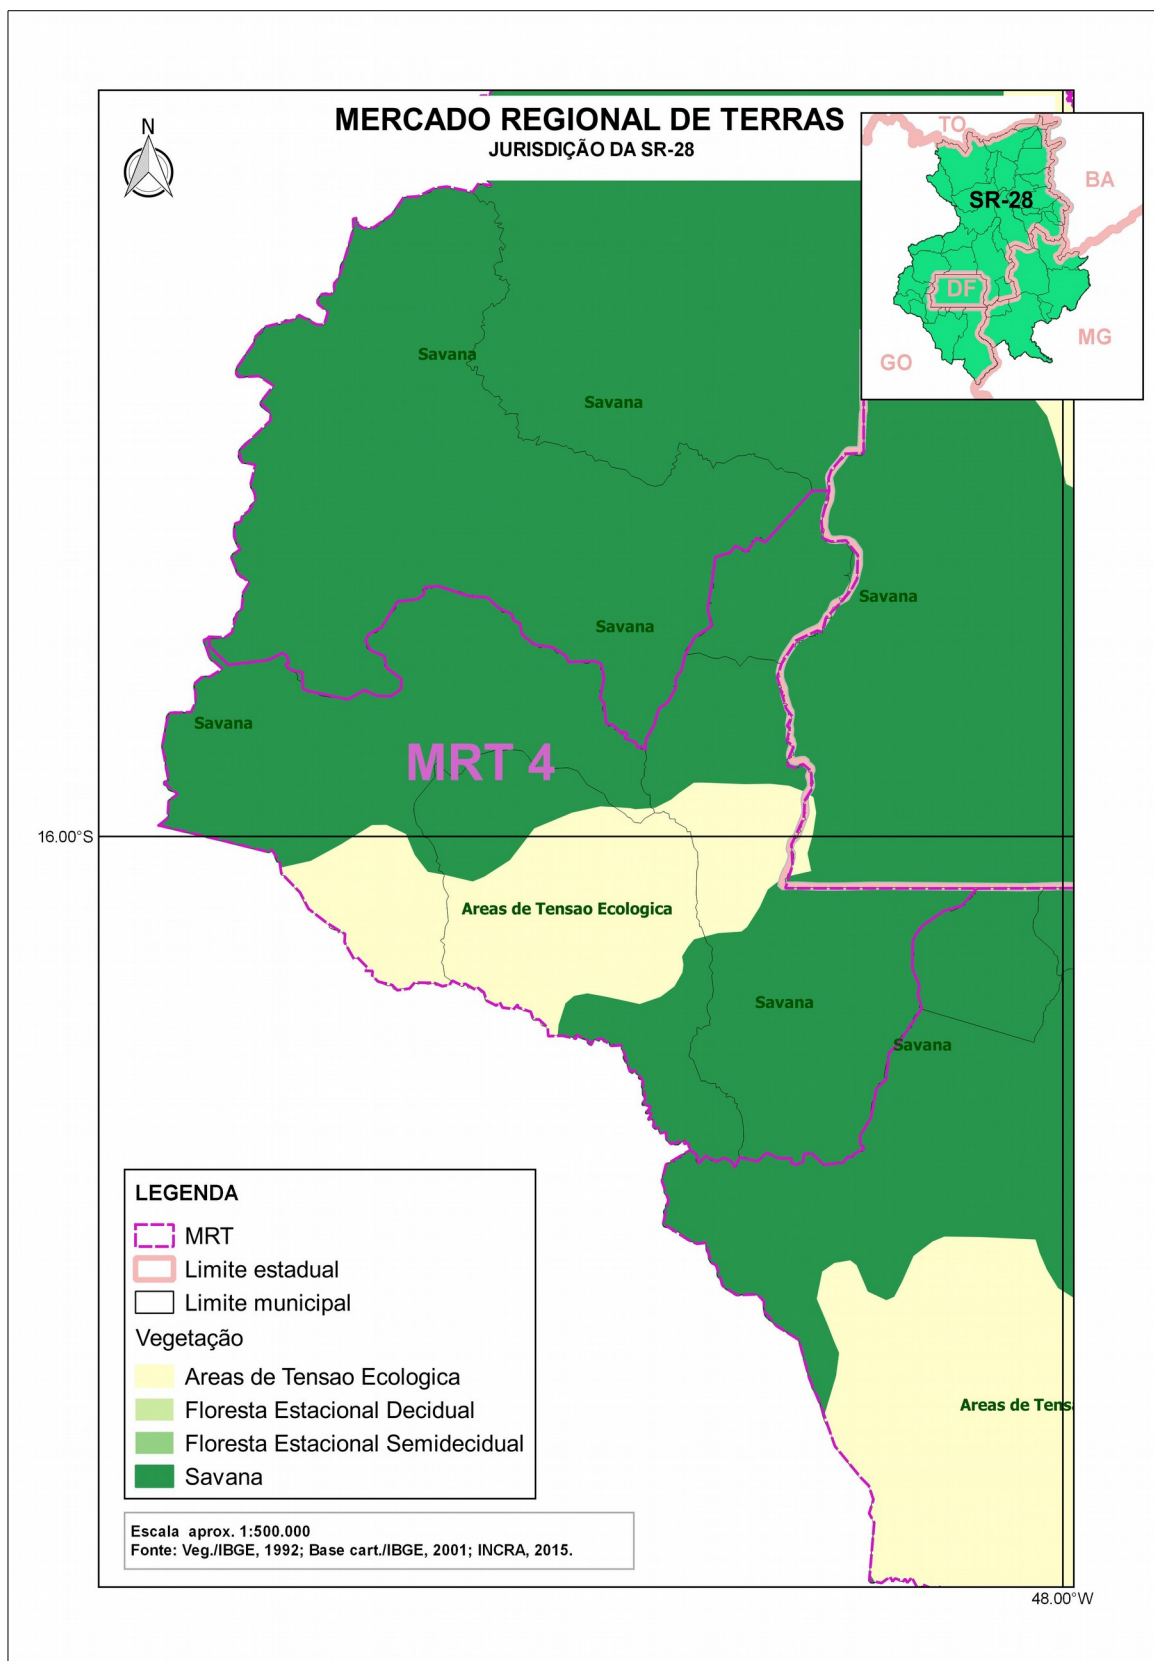 MERCADO REGIONAL DE TERRAS
JURISDIÇÃO DA SR-28
N
TO
BA
SR-28
DF
MG
GO
Savana
Savana
Savana
Savana
Savana
MRT 4
16.00°S
Areas de Tensao Ecologica
Savana
Savana
LEGENDA
MRT
Limite estadual
Limite municipal
Vegetação
Areas de Tensao Ecologica
Floresta Estacional Decidual
Floresta Estacional Semidecidual
Savana
Areas de Tens
Escala aprox. 1:500.000
Fonte: Veg./IBGE, 1992; Base cart./IBGE, 2001; INCRA, 2015.
48.00°W